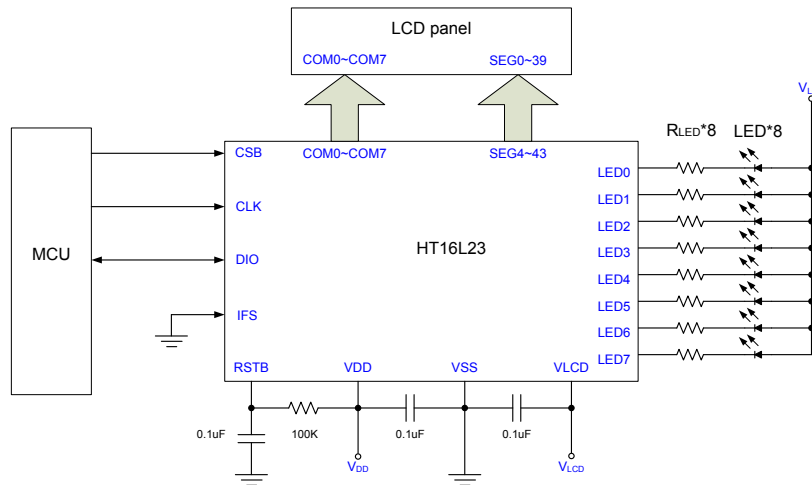 LCD panel
COM0~COM7 SEG0~39
RLED*8 LED*8
CSB COM0~COM7 SEG4~43
LED0
LED1
CLK
LED2
MCU HT16L23
LED3
DIO
LED4
LED5
IFS
LED6
RSTB VDD VSS VLCD LED7
0.1uF 100K 0.1uF 0.1uF
VDD VLCD